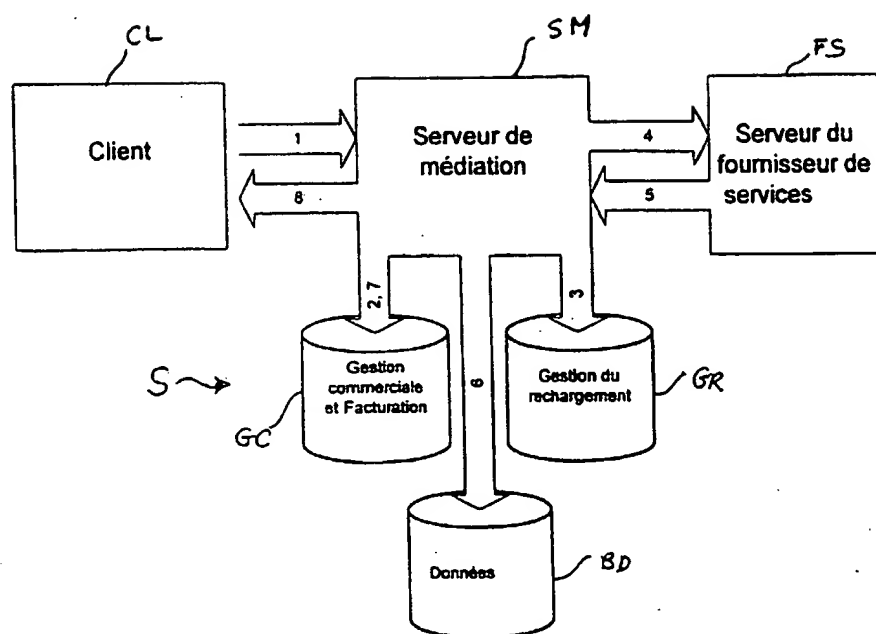 CL
SM
FS
Client
1
8
Serveur de
médiation
4
5
Serveur du
fournisseur de
services
2, 7
6
3
S
Gestion
commerciale
et Facturation
GC
Gestion du
rechargement
GR
Données
BD